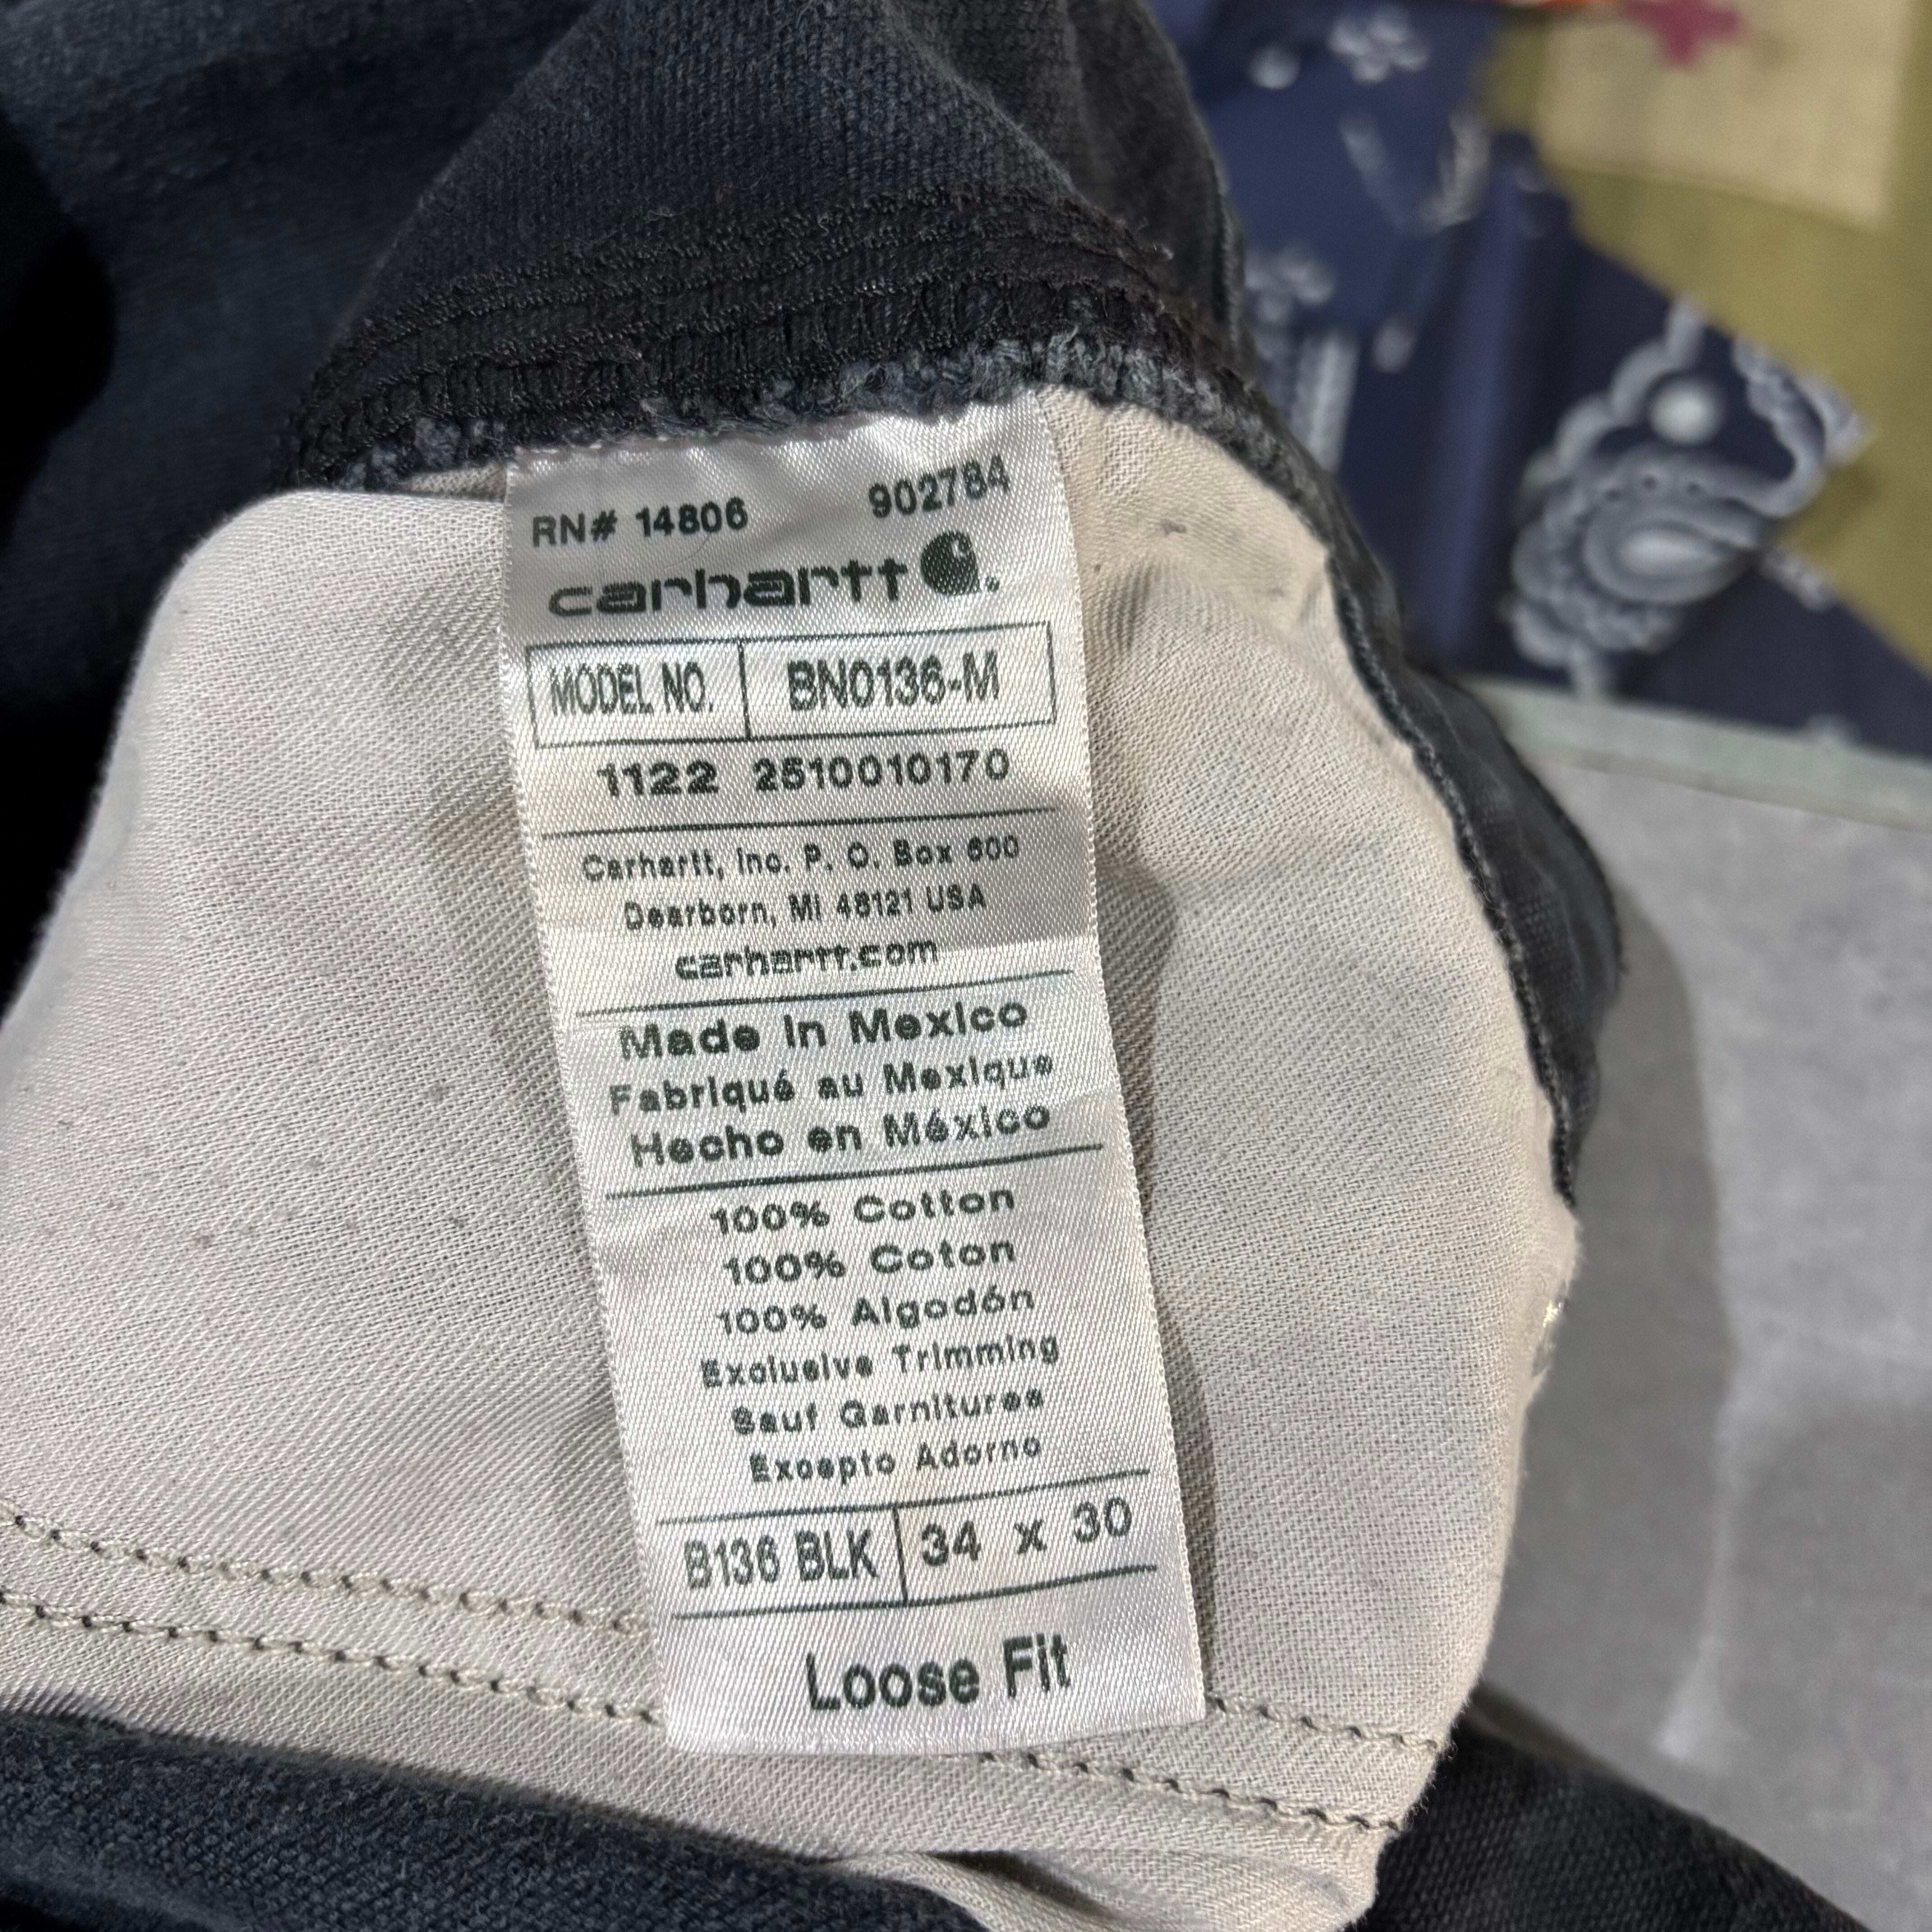 RN# 14806 902784
carhartt
MODEL NO. BN0136-M
1122 2510010170
Carhartt, Inc. P. O. Box 600
Dearborn, MI 48121 USA
carhartt.com
Made in Mexico
Fabriqué au Mexique
Hecho en México
100% Cotton
100% Coton
100% Algodón
Exclusive Trimming
Sauf Garnitures
Excepto Adorno
B136 BLK 34 x 30
Loose Fit